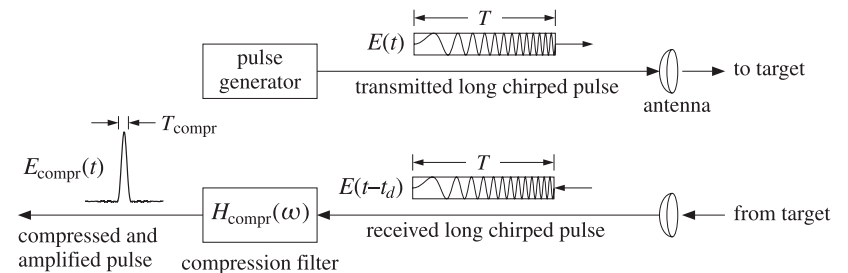 T
E(t)
pulse
generator
transmitted long chirped pulse
to target
antenna
T_compr
E_compr(t)
T
E(t–t_d)
H_compr(ω)
from target
received long chirped pulse
compressed and
amplified pulse
compression filter